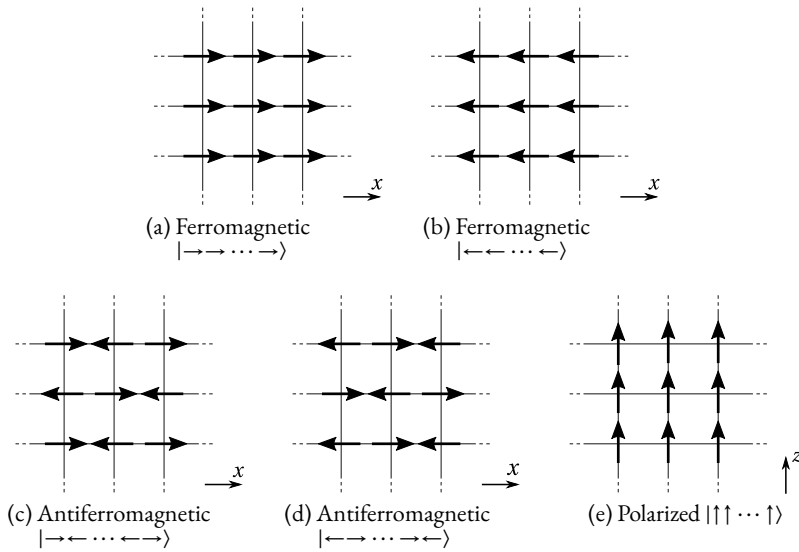 x
x
(a) Ferromagnetic
|→→ ⋯ →⟩
(b) Ferromagnetic
|←← ⋯ ←⟩
x
x
z
(c) Antiferromagnetic
|→← ⋯ ←→⟩
(d) Antiferromagnetic
|←→ ⋯ →←⟩
(e) Polarized |↑↑ ⋯ ↑⟩